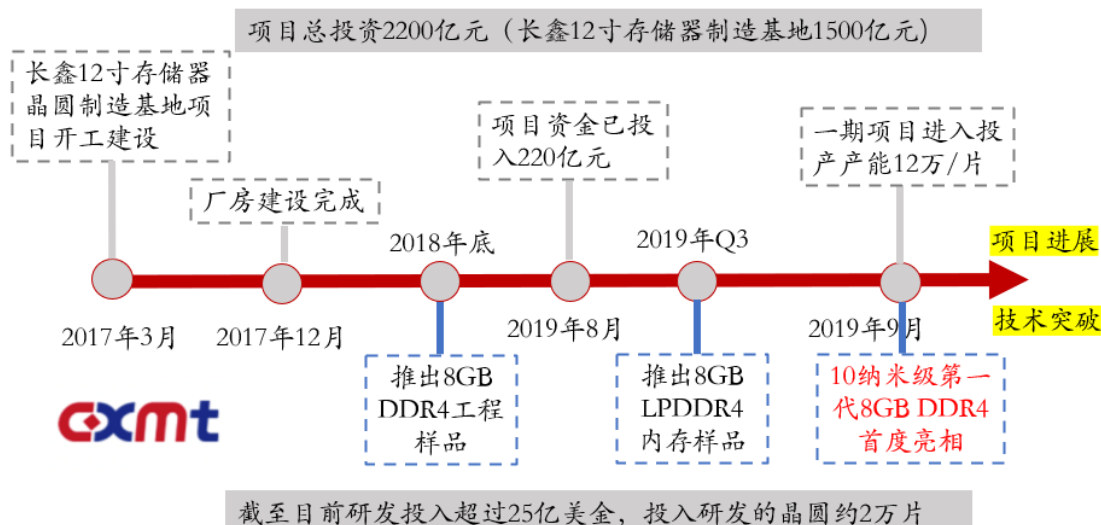 项目总投资2200亿元（长鑫12寸存储器制造基地1500亿元）
长鑫12寸存储器
晶圆制造基地项
目开工建设
厂房建设完成
项目资金已投
入220亿元
一期项目进入投
产产能12万/片
2018年底
2019年Q3
项目进展
2017年3月
2017年12月
2019年8月
2019年9月
技术突破
推出8GB
DDR4工程
样品
推出8GB
LPDDR4
内存样品
10纳米级第一
代8GB DDR4
首度亮相
cxmt
截至目前研发投入超过25亿美金，投入研发的晶圆约2万片